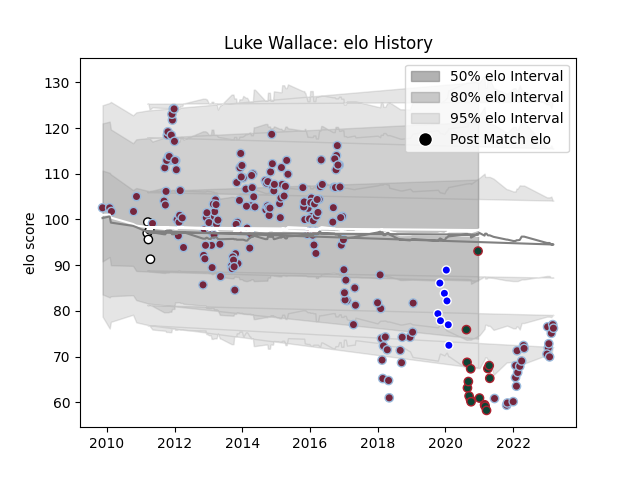 Luke Wallace: elo History
50% elo Interval
80% elo Interval
95% elo Interval
Post Match elo
elo score
130
120
110
100
90
80
70
60
2010
2012
2014
2016
2018
2020
2022